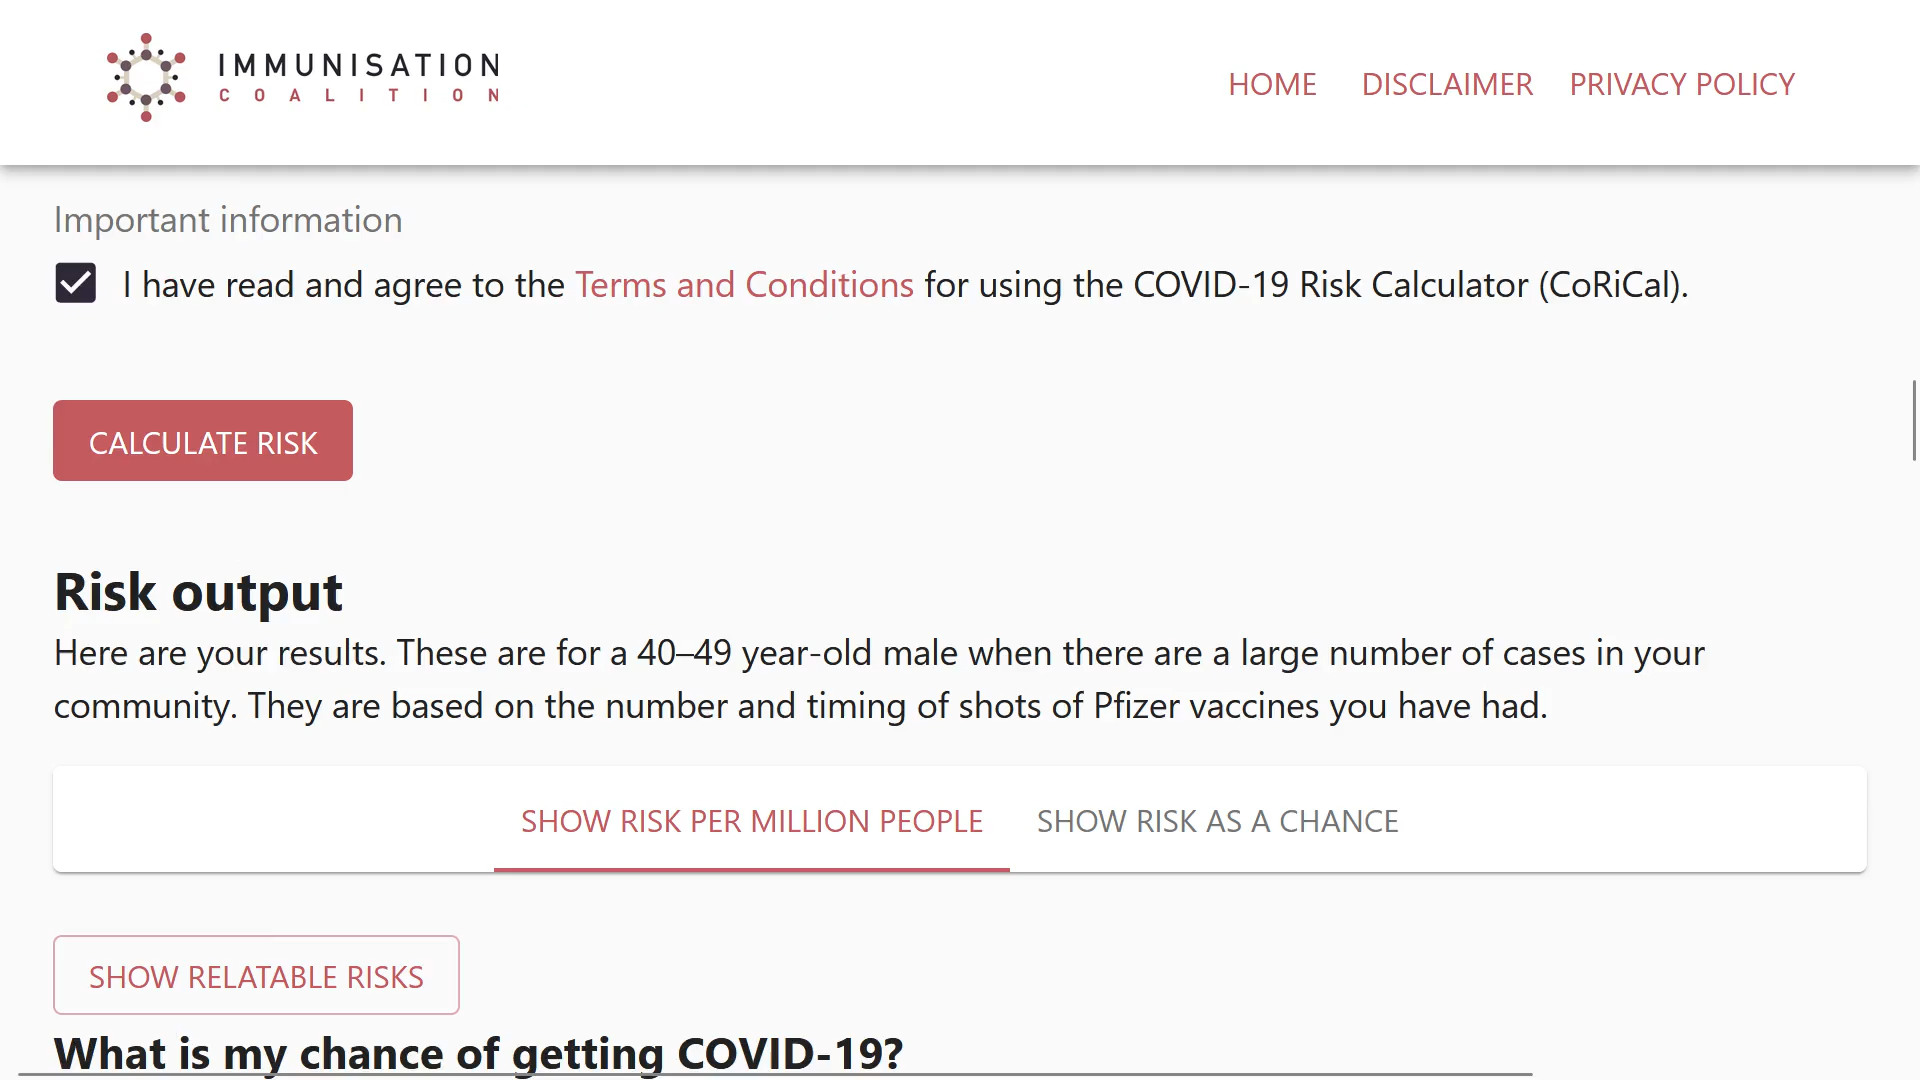 IMMUNISATION
COALITION
HOME DISCLAIMER PRIVACY POLICY
Important information
I have read and agree to the Terms and Conditions for using the COVID-19 Risk Calculator (CoRiCal).
CALCULATE RISK
Risk output
Here are your results. These are for a 40–49 year-old male when there are a large number of cases in your
community. They are based on the number and timing of shots of Pfizer vaccines you have had.
SHOW RISK PER MILLION PEOPLE SHOW RISK AS A CHANCE
SHOW RELATABLE RISKS
What is my chance of getting COVID-19?